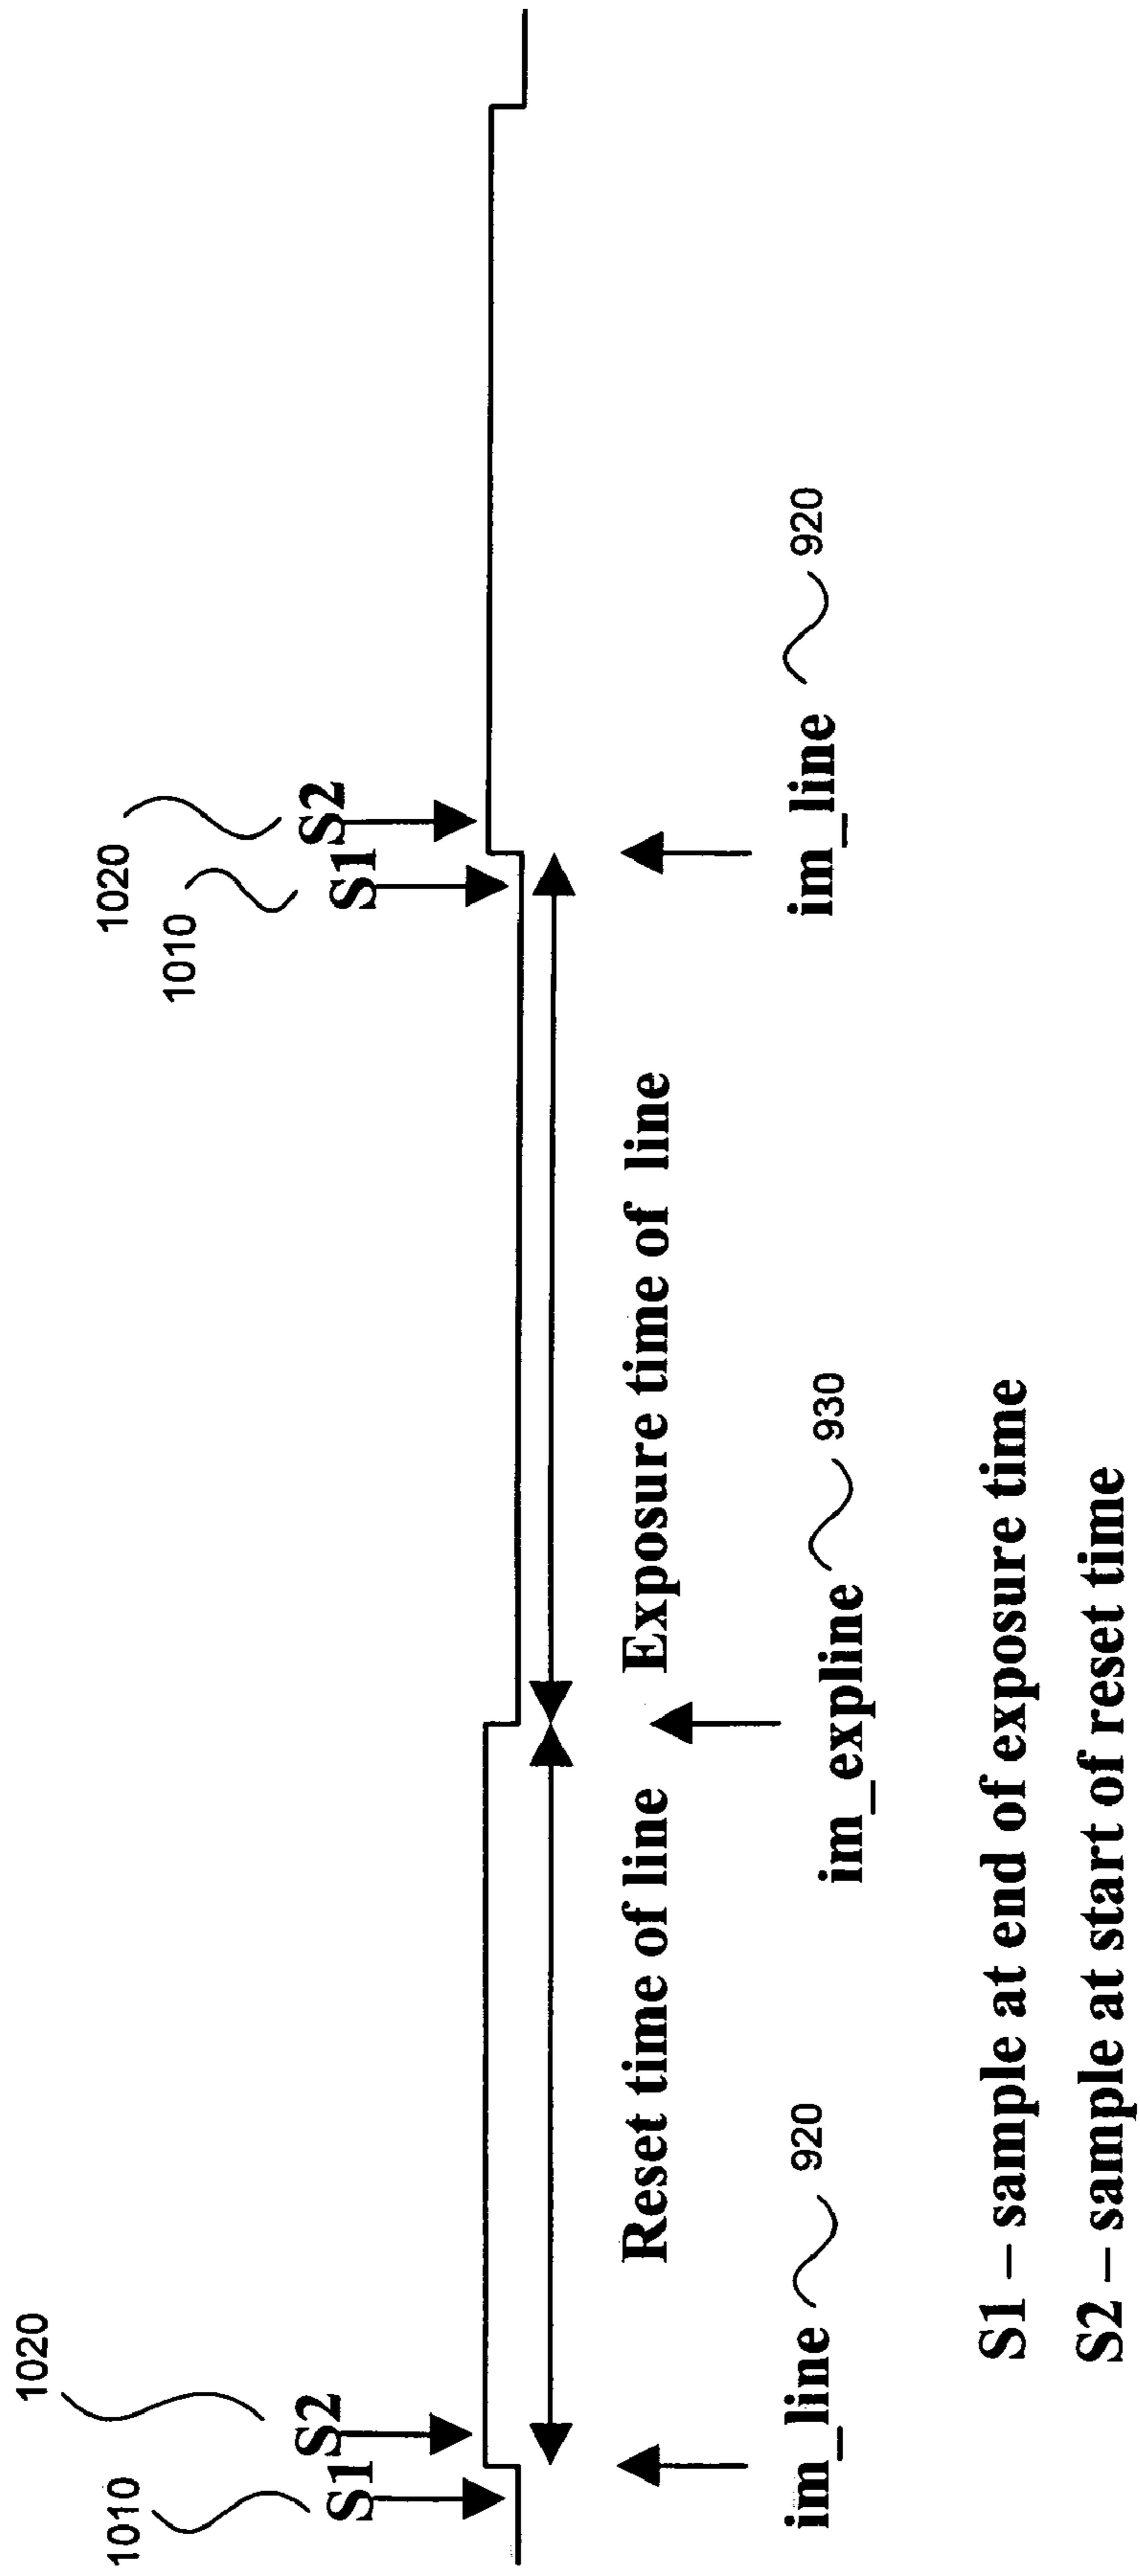 1010
1020
S1
S2
1010
1020
S1
S2
Reset time of line
Exposure time of line
im_line
920
im_expline
930
im_line
920
S1 – sample at end of exposure time
S2 – sample at start of reset time